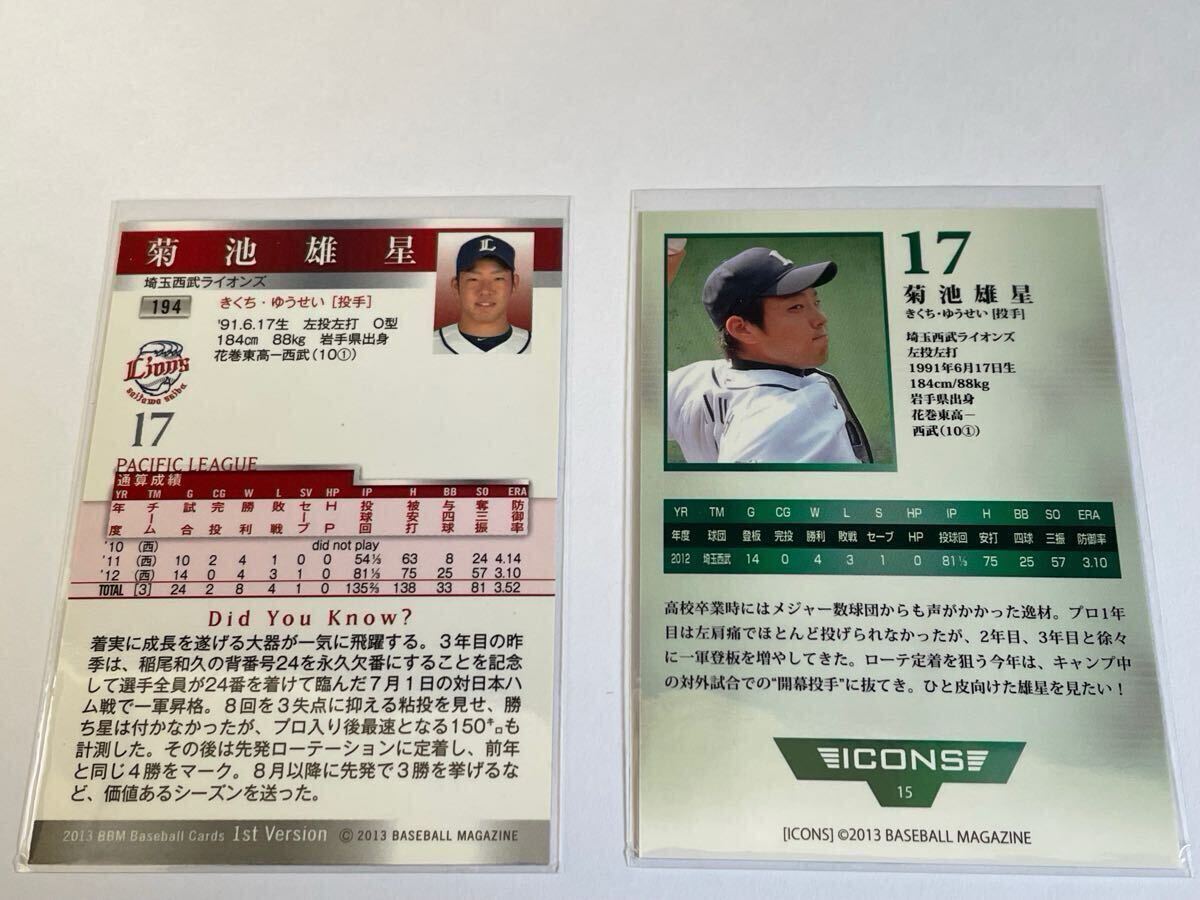 菊池雄星
埼玉西武ライオンズ
194
きくち・ゆうせい [投手]
'91.6.17生 左投左打 O型
184cm 88kg 岩手県出身
花巻東高ー西武(10①)
L
Lions
saitama seibu
17
PACIFIC LEAGUE
通算成績
YR TM G CG W L SV HP IP H BB SO ERA
年度 チーム 試合 完投 勝利 敗戦 セーブ HP 投球回 被安打 与四球 奪三振 防御率
'10 (西) did not play
'11 (西) 10 2 4 1 0 54⅓ 63 8 24 4.14
'12 (西) 14 0 4 3 1 0 81⅓ 75 25 57 3.10
TOTAL [3] 24 2 8 4 1 0 135⅔ 138 33 81 3.52
Did You Know?
着実に成長を遂げる大器が一気に飛躍する。3年目の昨
季は、稲尾和久の背番号24を永久欠番にすることを記念
して選手全員が24番を着けて臨んだ7月1日の対日本ハ
ム戦で一軍昇格。8回を3失点に抑える粘投を見せ、勝
ち星は付かなかったが、プロ入り後最速となる150㌔も
計測した。その後は先発ローテーションに定着し、前年
と同じ4勝をマーク。8月以降に先発で3勝を挙げるな
ど、価値あるシーズンを送った。
2013 BBM Baseball Cards 1st Version © 2013 BASEBALL MAGAZINE
17
菊池雄星
きくち・ゆうせい [投手]
埼玉西武ライオンズ
左投左打
1991年6月17日生
184cm/88kg
岩手県出身
花巻東高ー
西武(10①)
YR TM G CG W L S HP IP H BB SO ERA
年度 球団 登板 完投 勝利 敗戦 セーブ HP 投球回 安打 四球 三振 防御率
2012 埼玉西武 14 0 4 3 1 0 81⅓ 75 25 57 3.10
高校卒業時にはメジャー数球団からも声がかかった逸材。プロ1年
目は左肩痛でほとんど投げられなかったが、2年目、3年目と徐々
に一軍登板を増やしてきた。ローテ定着を狙う今年は、キャンプ中
の対外試合での“開幕投手”に抜てき。ひと皮向けた雄星を見たい！
ICONS
15
[ICONS] ©2013 BASEBALL MAGAZINE